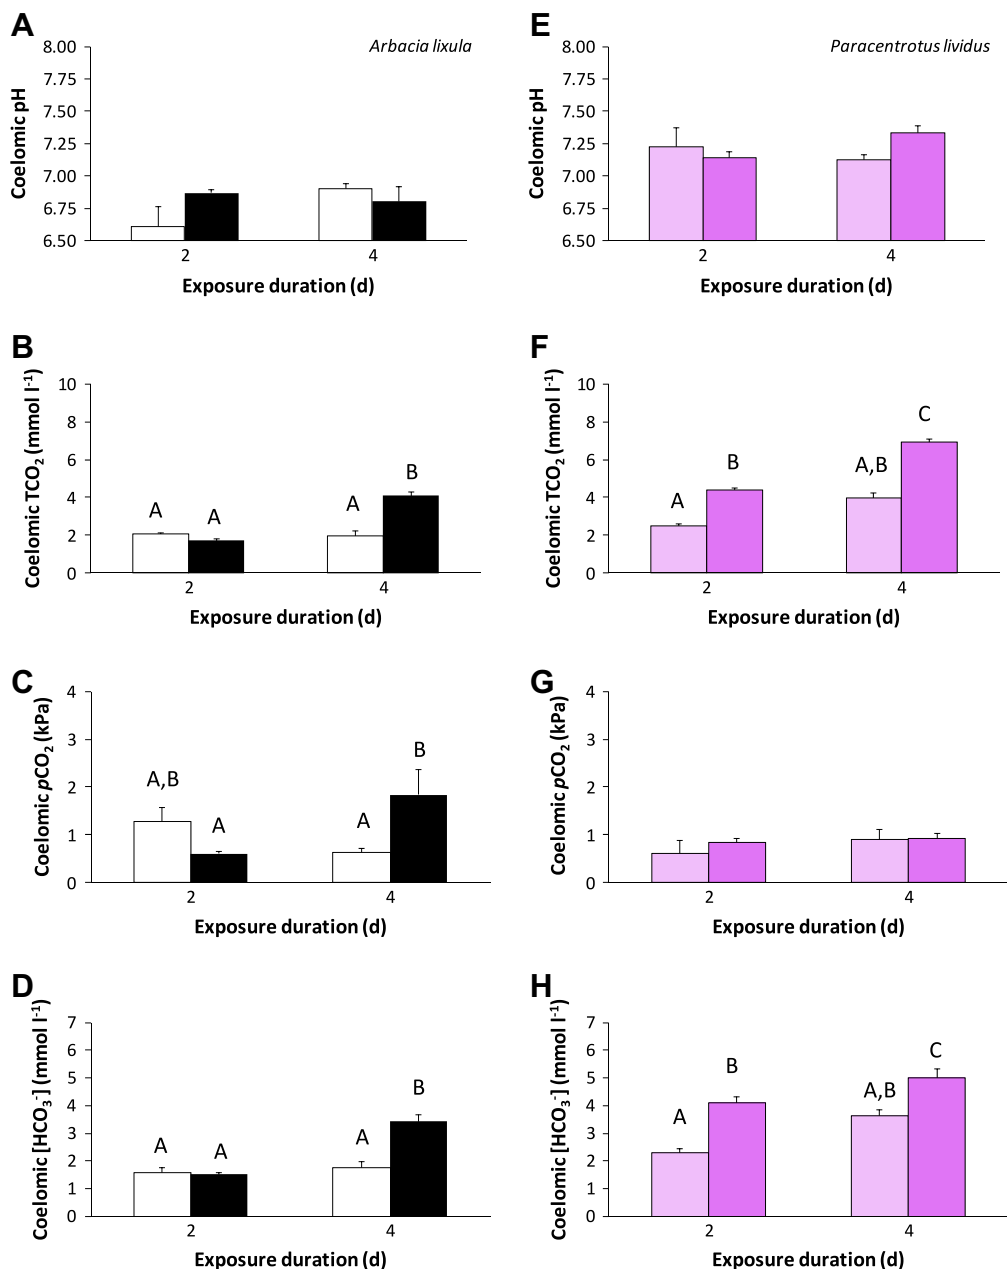 A
Arbacia lixula
Coelomic pH
8.00
7.75
7.50
7.25
7.00
6.75
6.50
2
4
Exposure duration (d)
B
Coelomic TCO₂ (mmol l⁻¹)
10
8
6
4
2
0
A
A
A
B
2
4
Exposure duration (d)
C
Coelomic pCO₂ (kPa)
4
3
2
1
0
A,B
A
A
B
2
4
Exposure duration (d)
D
Coelomic [HCO₃⁻] (mmol l⁻¹)
7
6
5
4
3
2
1
0
A
A
A
B
2
4
Exposure duration (d)
E
Paracentrotus lividus
Coelomic pH
8.00
7.75
7.50
7.25
7.00
6.75
6.50
2
4
Exposure duration (d)
F
Coelomic TCO₂ (mmol l⁻¹)
10
8
6
4
2
0
A
B
A,B
C
2
4
Exposure duration (d)
G
Coelomic pCO₂ (kPa)
4
3
2
1
0
2
4
Exposure duration (d)
H
Coelomic [HCO₃⁻] (mmol l⁻¹)
7
6
5
4
3
2
1
0
A
B
A,B
C
2
4
Exposure duration (d)